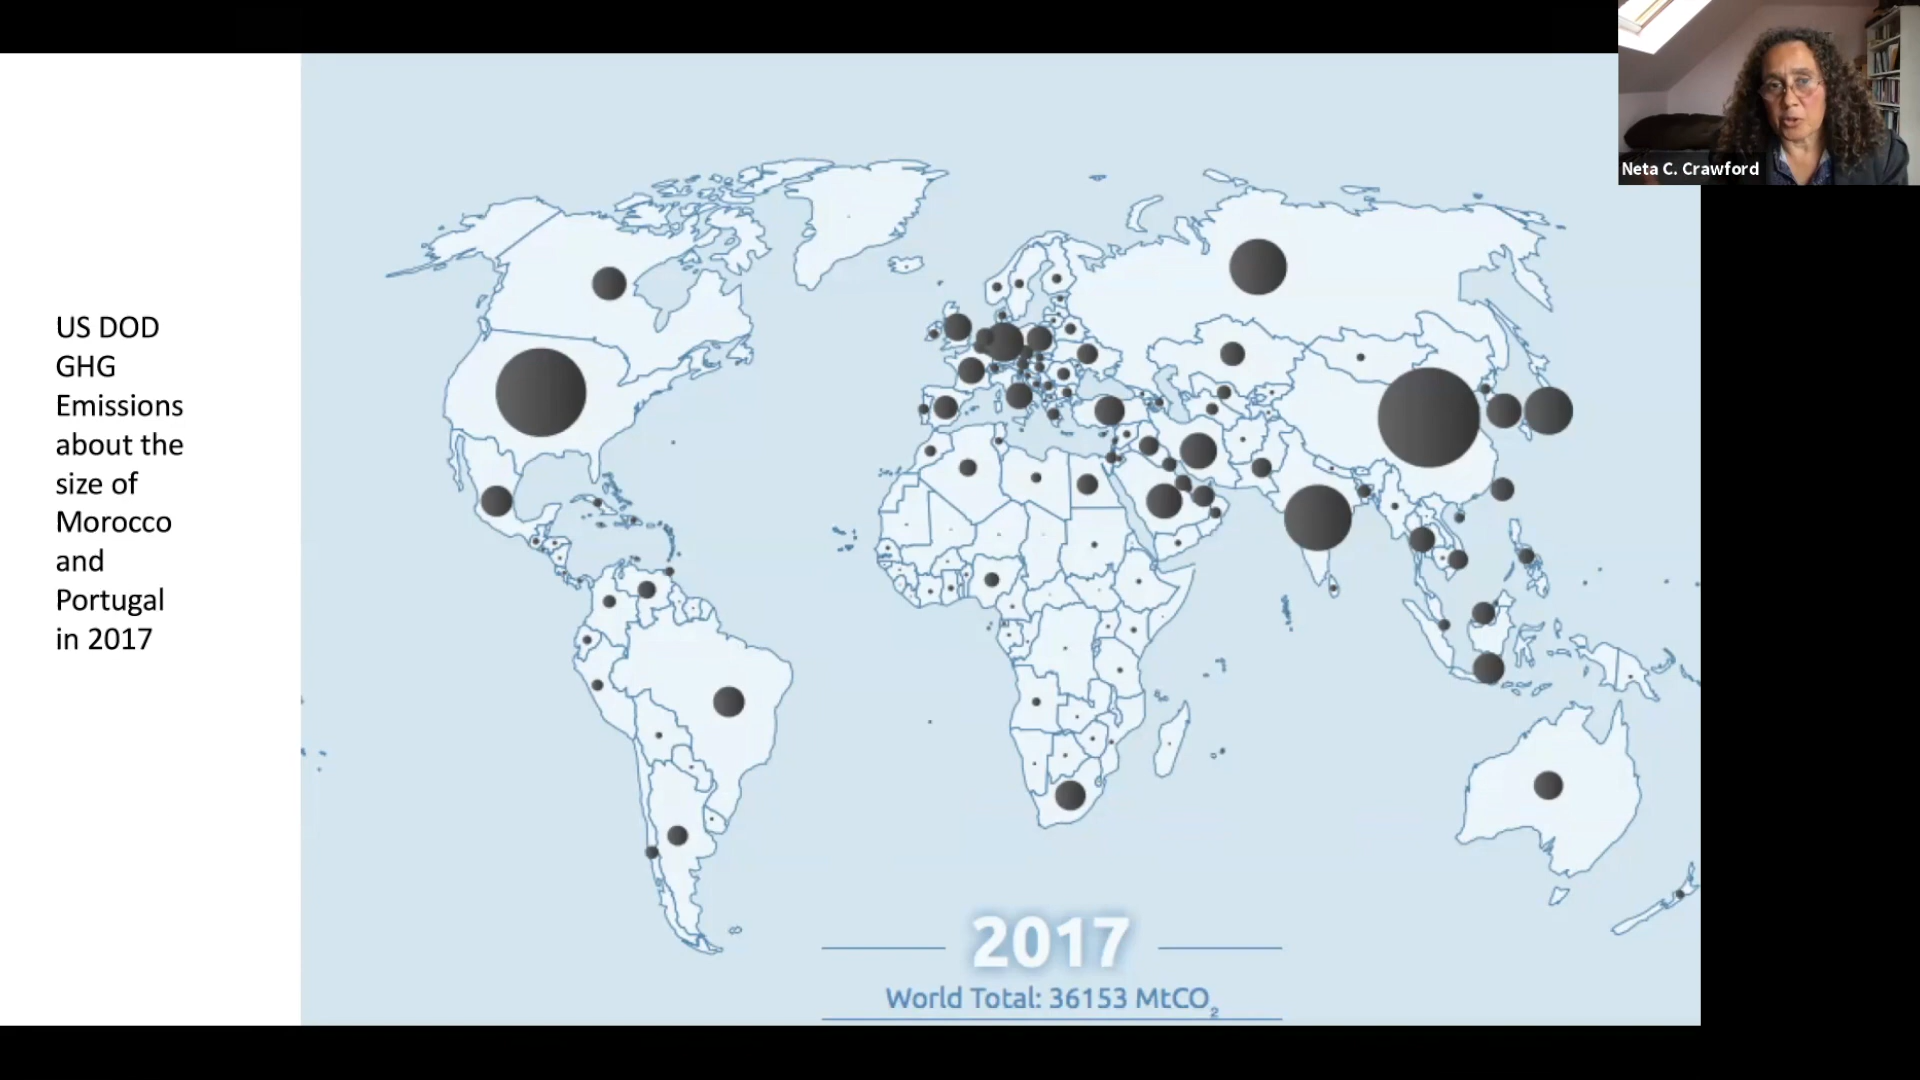 Neta C. Crawford
US DOD
GHG
Emissions
about the
size of
Morocco
and
Portugal
in 2017
2017
World Total: 36153 MtCO₂